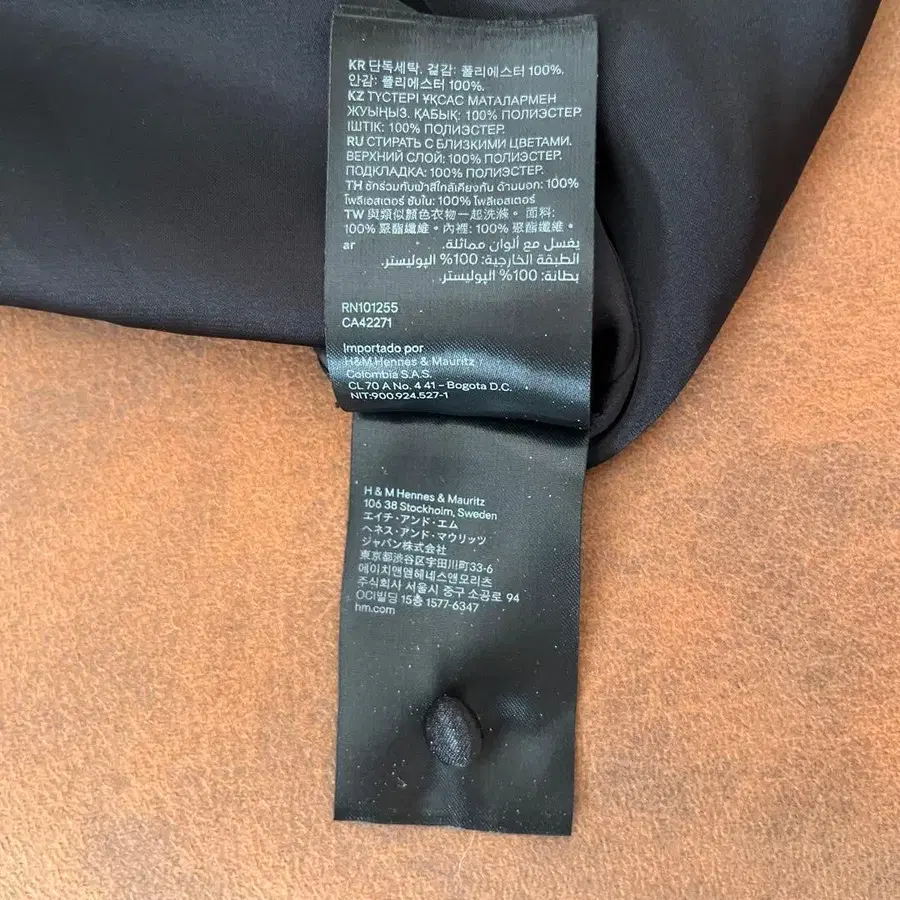 KR 단독세탁. 겉감: 폴리에스터 100%.
안감: 폴리에스터 100%.
KZ ТҮСТЕРІ ҰҚСАС МАТАЛАРМЕН
ЖУЫҢЫЗ. ҚАБЫҚ: 100% ПОЛИЭСТЕР.
ІШТІК: 100% ПОЛИЭСТЕР.
RU СТИРАТЬ С БЛИЗКИМИ ЦВЕТАМИ.
ВЕРХНИЙ СЛОЙ: 100% ПОЛИЭСТЕР.
ПОДКЛАДКА: 100% ПОЛИЭСТЕР.
TH ซักร่วมกับผ้าสีใกล้เคียงกัน ด้านนอก: 100%
โพลีเอสเตอร์ ซับใน: 100% โพลีเอสเตอร์
TW 與類似顏色衣物一起洗滌。 面料:
100% 聚酯纖維。內裡: 100% 聚酯纖維。
ar يغسل مع ألوان مماثلة.
الطبقة الخارجية: 100% البوليستر.
بطانة: 100% البوليستر.
RN101255
CA42271
Importado por
H&M Hennes & Mauritz
Colombia S.A.S.
CL 70 A No. 4 41 – Bogota D.C.
NIT:900.924.527-1
H & M Hennes & Mauritz
106 38 Stockholm, Sweden
エイチ・アンド・エム
ヘネス・アンド・マウリッツ
ジャパン株式会社
東京都渋谷区宇田川町33-6
에이치앤엠헤네스앤모리츠
주식회사 서울시 중구 소공로 94
OCI빌딩 15층 1577-6347
hm.com